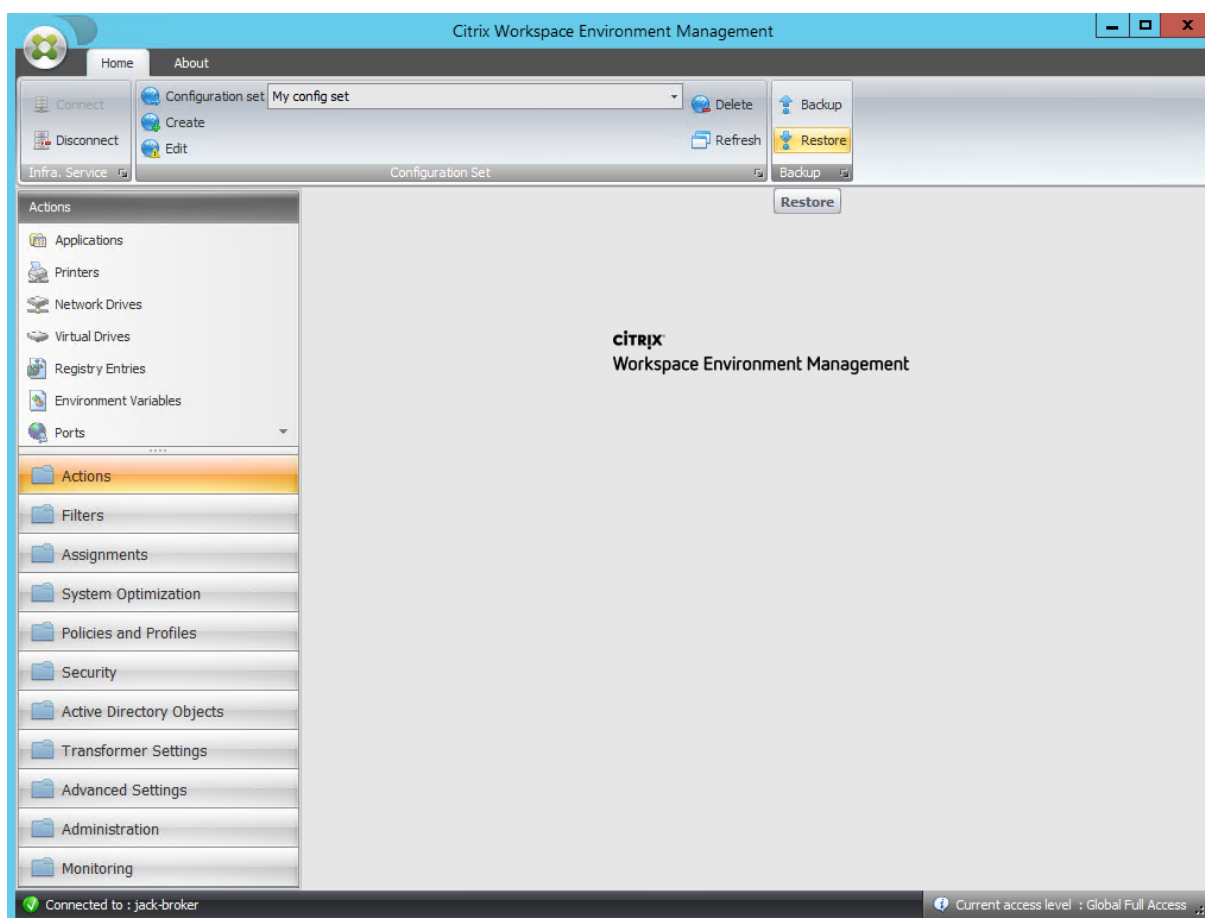 Citrix Workspace Environment Management
Home About
Connect
Disconnect
Infra. Service
Configuration set My config set
Create
Edit
Delete
Refresh
Configuration Set
Backup
Restore
Backup
Restore
Actions
Applications
Printers
Network Drives
Virtual Drives
Registry Entries
Environment Variables
Ports
Actions
Filters
Assignments
System Optimization
Policies and Profiles
Security
Active Directory Objects
Transformer Settings
Advanced Settings
Administration
Monitoring
CİTRIX
Workspace Environment Management
Connected to : jack-broker
Current access level : Global Full Access